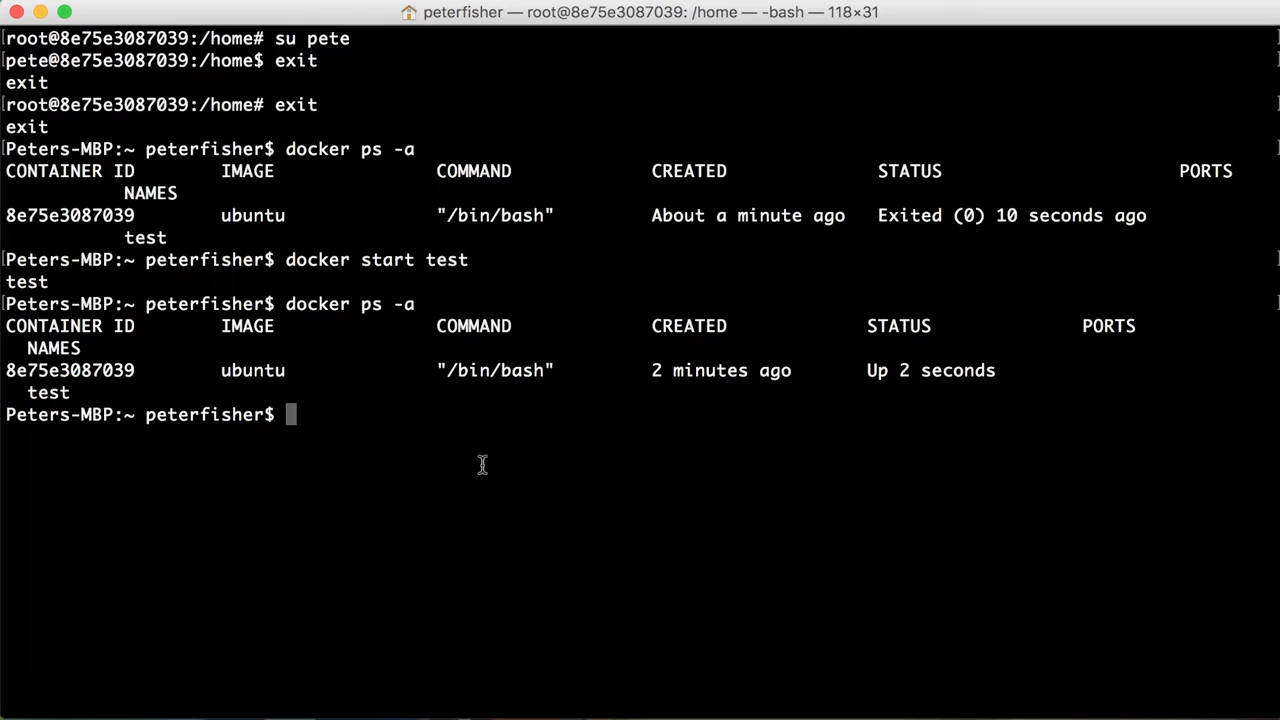 peterfisher — root@8e75e3087039: /home — -bash — 118×31
[root@8e75e3087039:/home# su pete
[pete@8e75e3087039:/home$ exit
exit
[root@8e75e3087039:/home# exit
exit
[Peters-MBP:~ peterfisher$ docker ps -a
CONTAINER ID        IMAGE               COMMAND             CREATED              STATUS                      PORTS
           NAMES
8e75e3087039        ubuntu              "/bin/bash"         About a minute ago   Exited (0) 10 seconds ago
           test
[Peters-MBP:~ peterfisher$ docker start test
test
[Peters-MBP:~ peterfisher$ docker ps -a
CONTAINER ID        IMAGE               COMMAND             CREATED             STATUS              PORTS
  NAMES
8e75e3087039        ubuntu              "/bin/bash"         2 minutes ago       Up 2 seconds
  test
Peters-MBP:~ peterfisher$